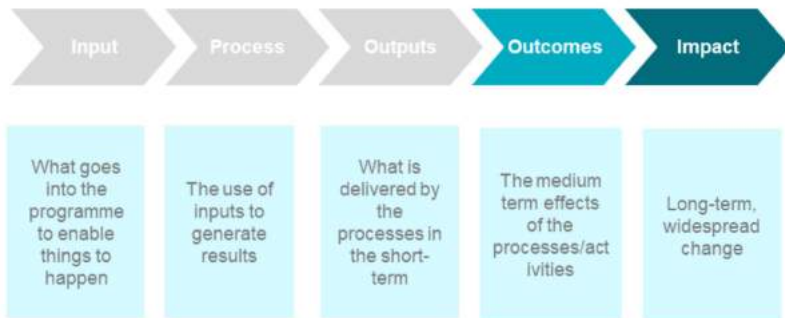 Input
Process
Outputs
Outcomes
Impact
What goes
into the
programme
to enable
things to
happen
The use of
inputs to
generate
results
What is
delivered by
the
processes in
the short-
term
The medium
term effects
of the
processes/act
ivities
Long-term,
widespread
change